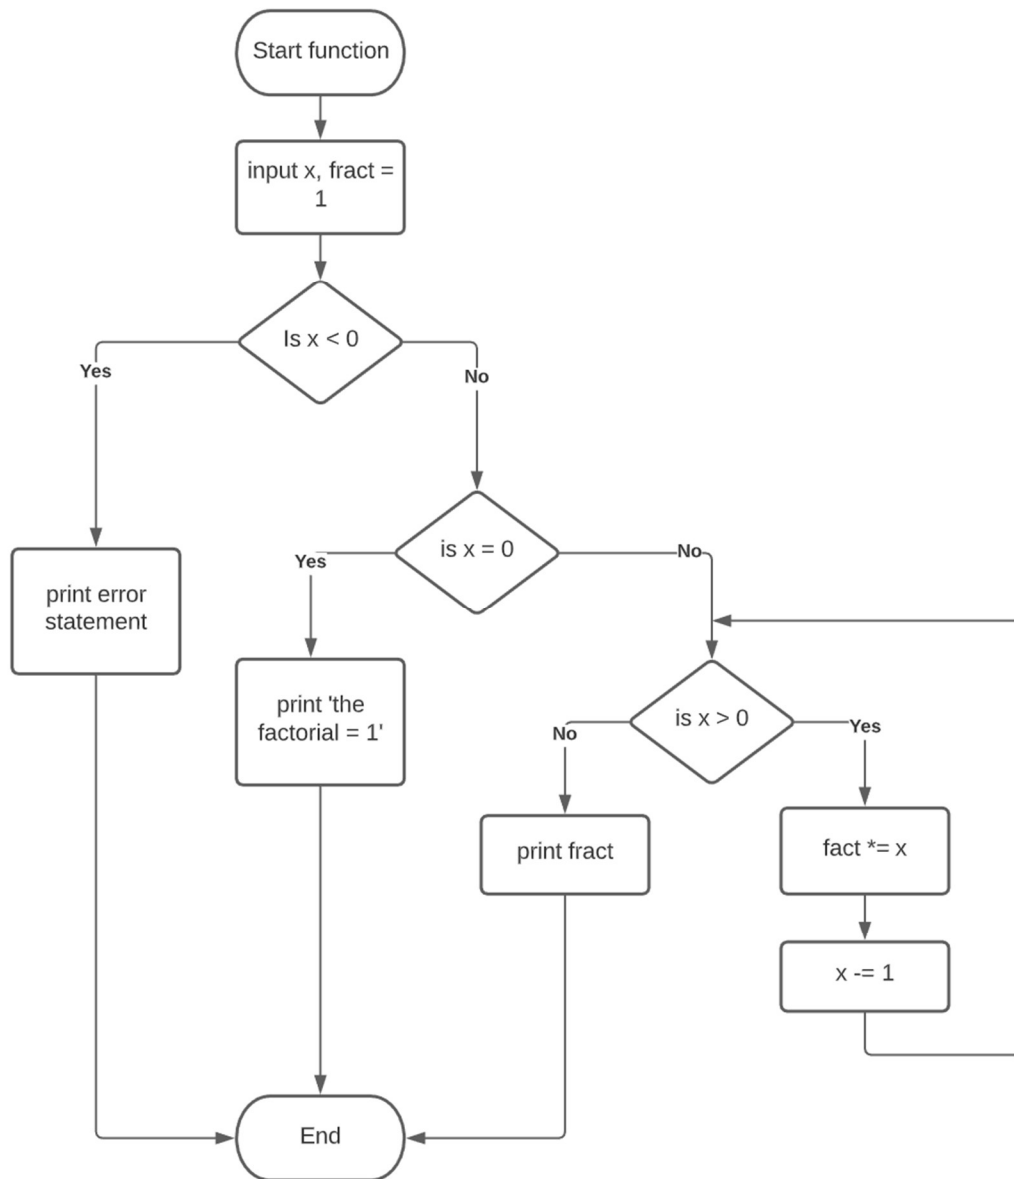 Start function
input x, fract =
1
Is x < 0
Yes
No
is x = 0
Yes
No
print error
statement
print 'the
factorial = 1'
is x > 0
No
Yes
print fract
fact *= x
x -= 1
End